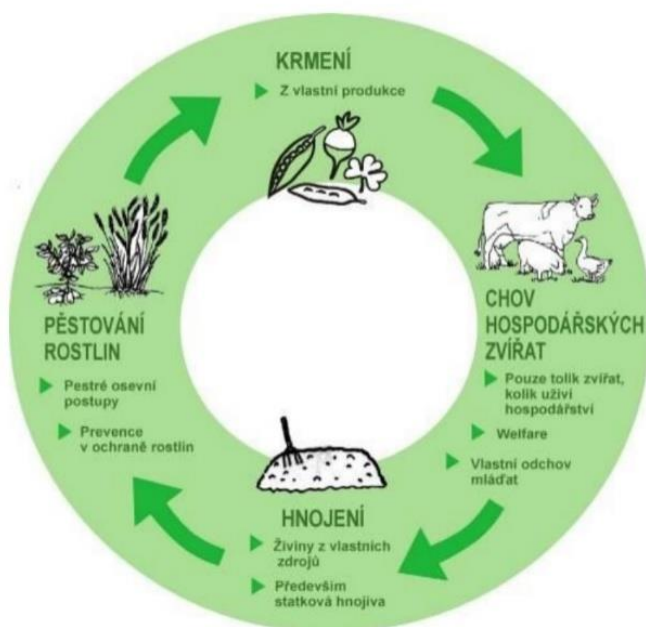 KRMENÍ
Z vlastní produkce
CHOV
HOSPODÁŘSKÝCH
ZVÍŘAT
Pouze tolik zvířat,
kolik uživí
hospodářství
Welfare
Vlastní odchov
mláďat
HNOJENÍ
Živiny z vlastních
zdrojů
Především
statková hnojiva
PĚSTOVÁNÍ
ROSTLIN
Pestré osevní
postupy
Prevence
v ochraně rostlin